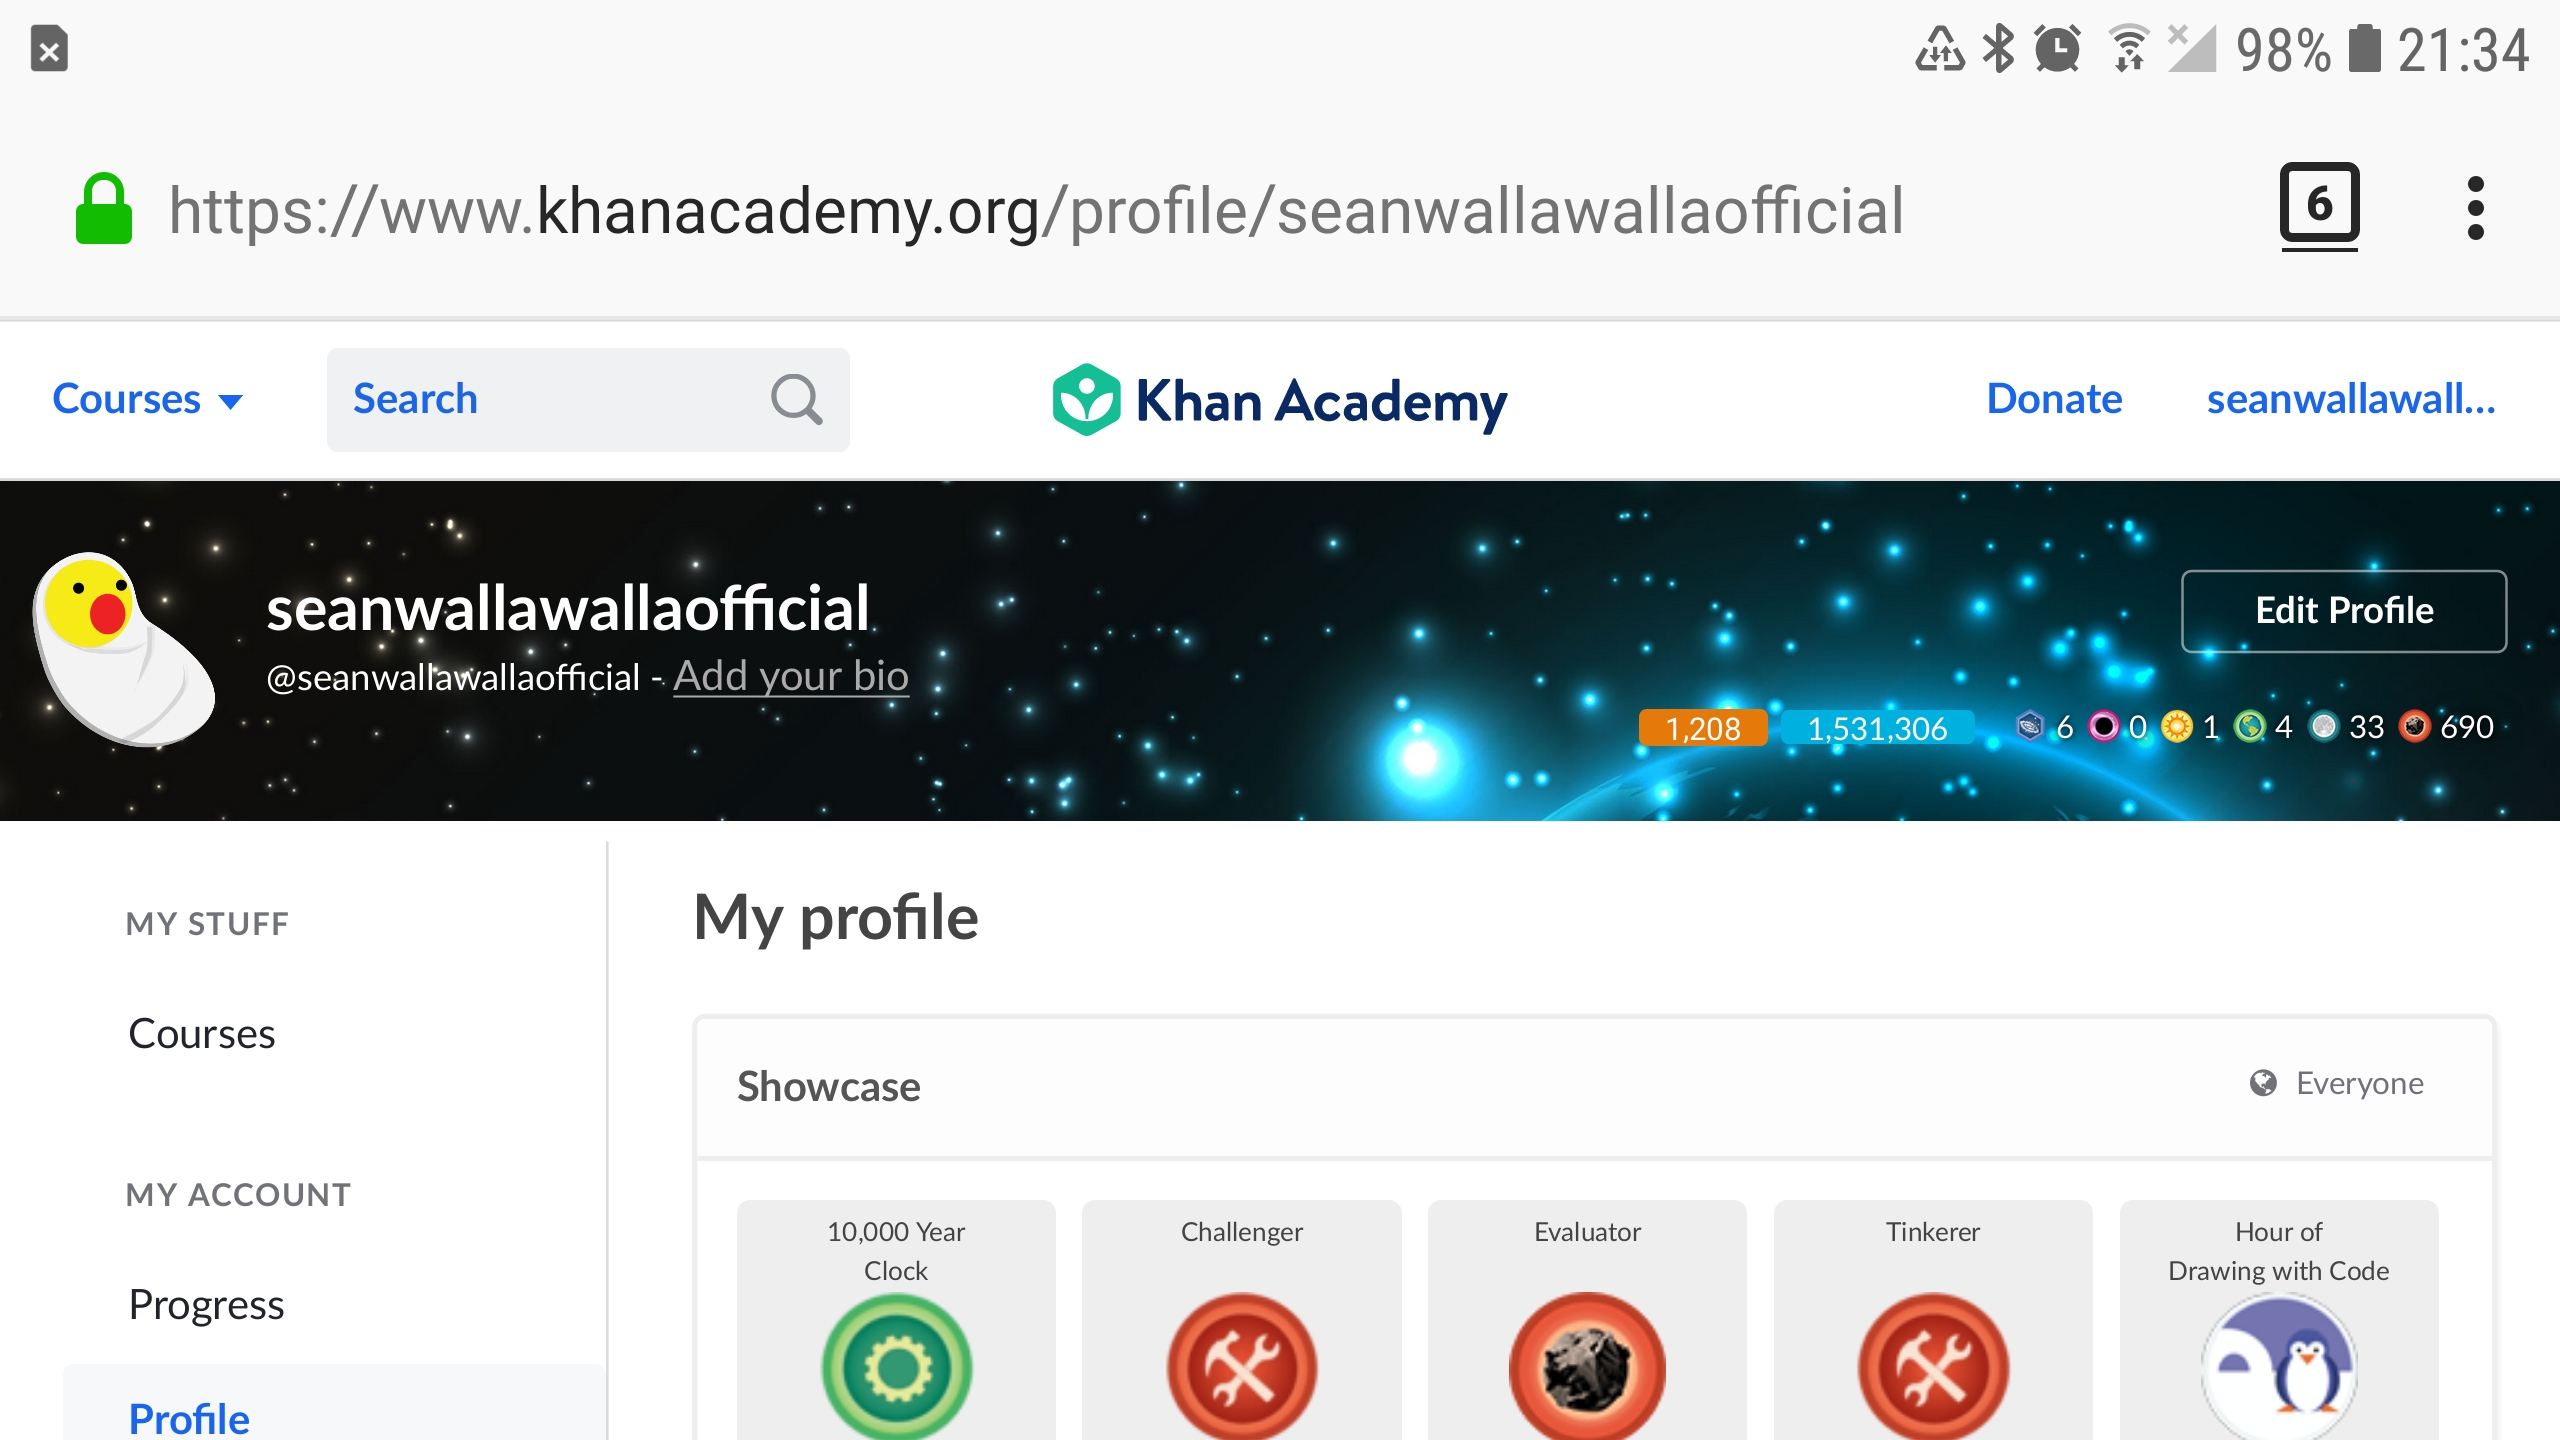 98% 21:34
https://www.khanacademy.org/profile/seanwallawallaofficial
6
Courses
Search
Khan Academy
Donate
seanwallawall...
seanwallawallaofficial
@seanwallawallaofficial - Add your bio
Edit Profile
1,208 1,531,306 6 0 1 4 33 690
MY STUFF
Courses
MY ACCOUNT
Progress
Profile
My profile
Showcase
Everyone
10,000 Year
Clock
Challenger
Evaluator
Tinkerer
Hour of
Drawing with Code